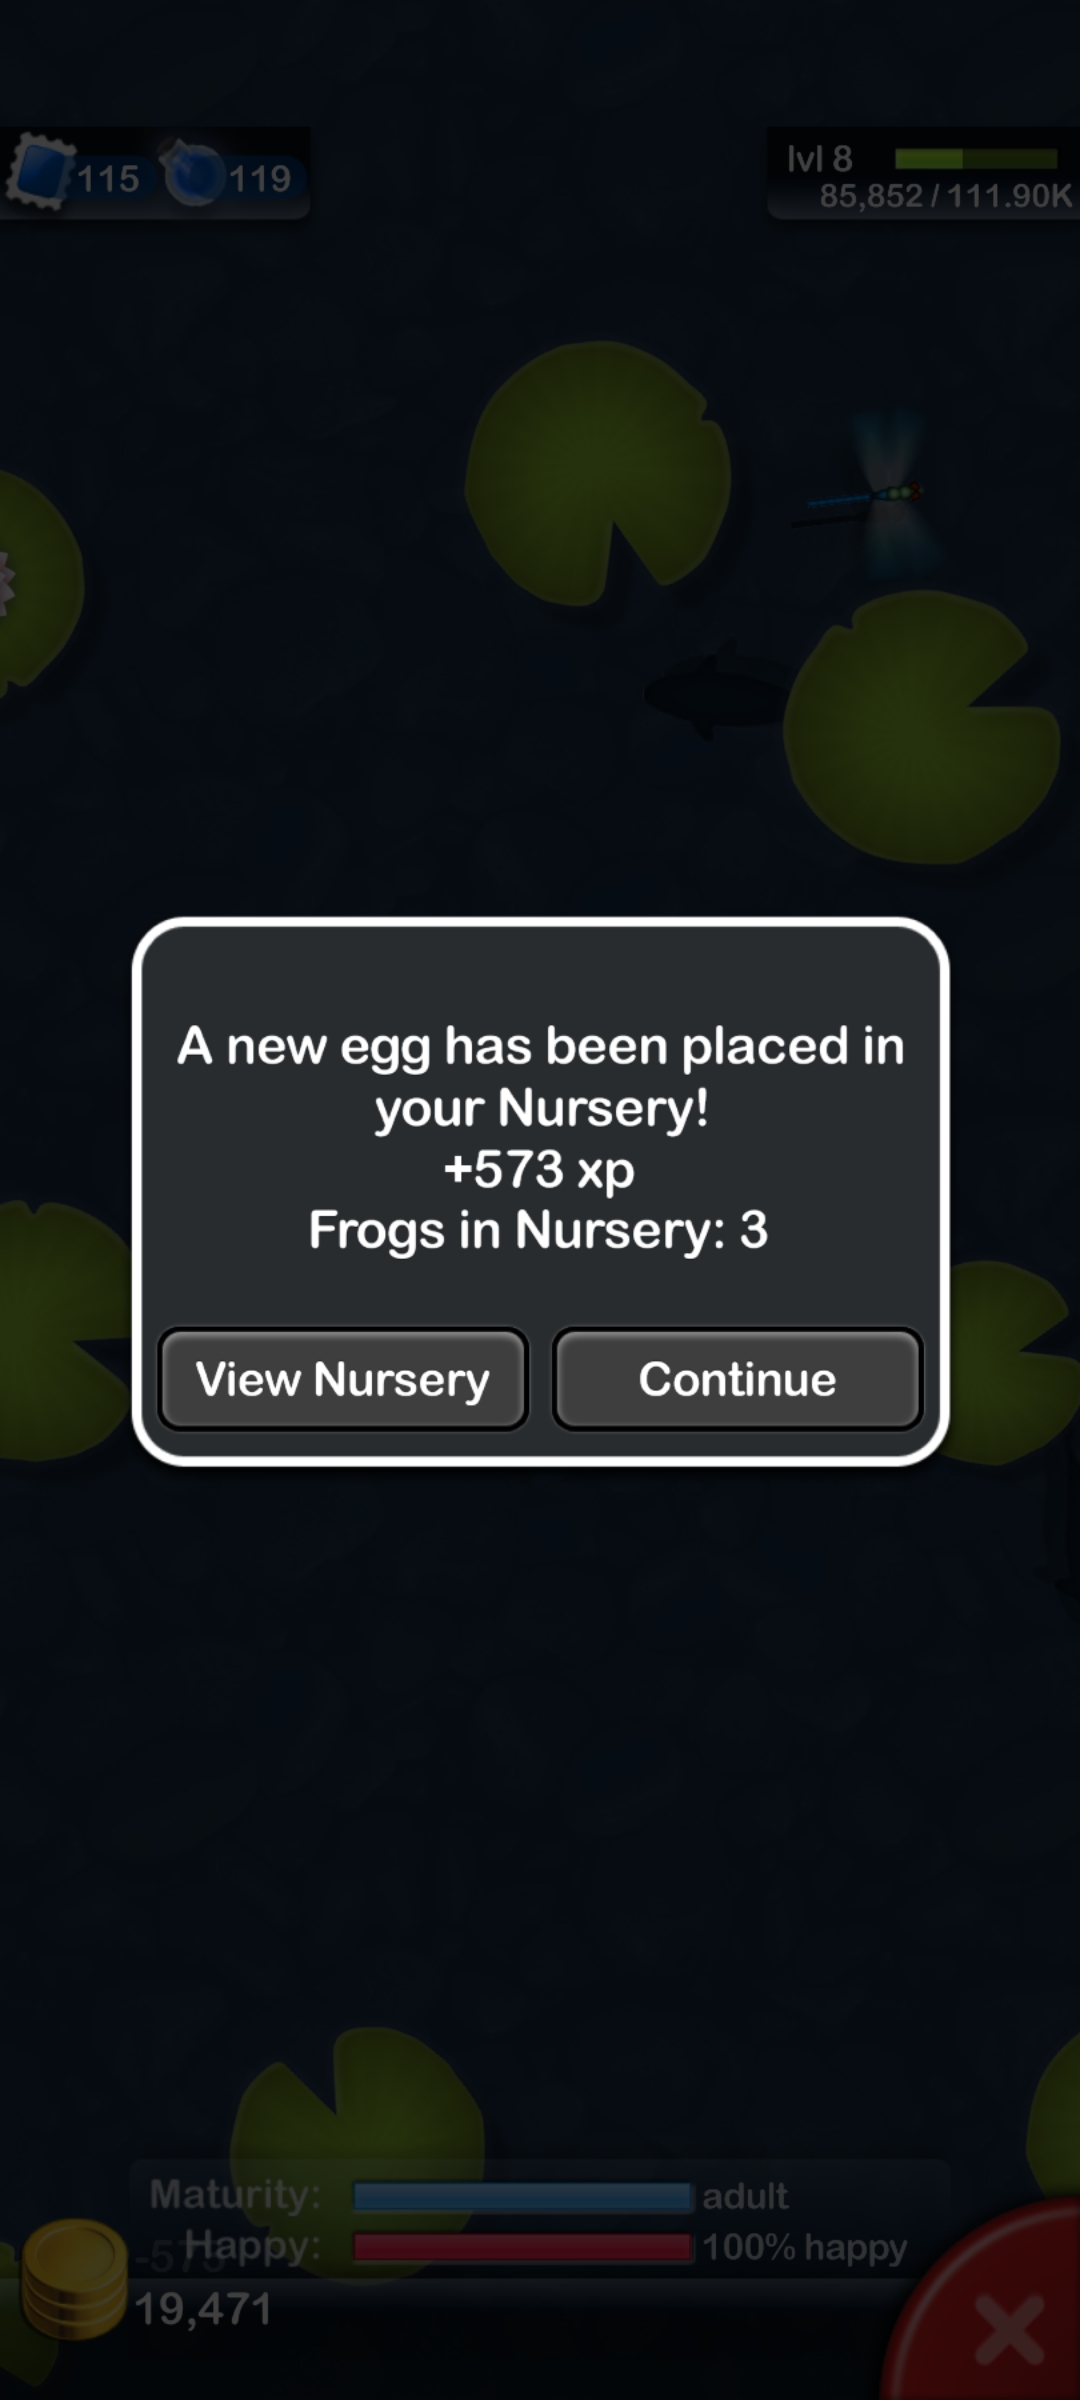 115 119
lvl 8
85,852 / 111.90K
A new egg has been placed in
your Nursery!
+573 xp
Frogs in Nursery: 3
View Nursery Continue
Maturity: adult
Happy: 100% happy
-573
19,471